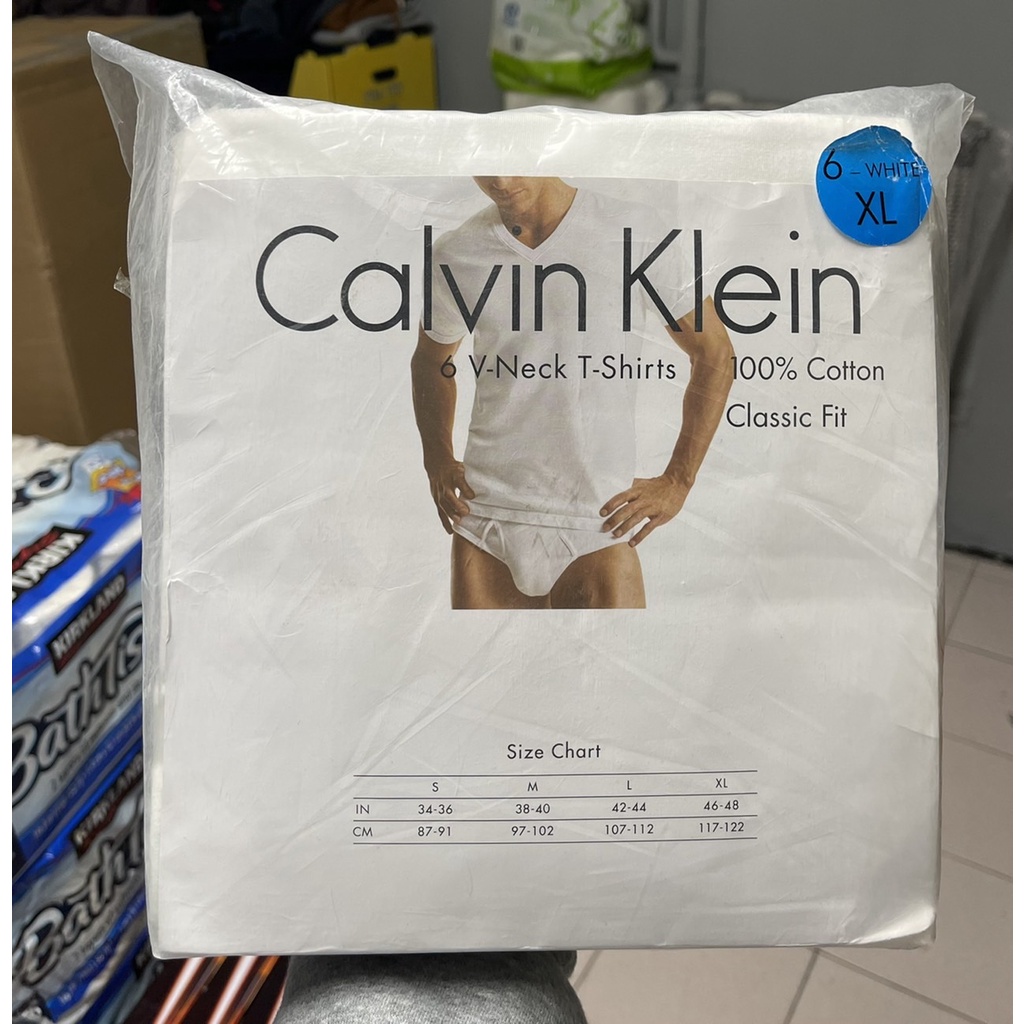 6 – WHITE
XL
Calvin Klein
6 V-Neck T-Shirts
100% Cotton
Classic Fit
Size Chart
S M L XL
IN 34-36 38-40 42-44 46-48
CM 87-91 97-102 107-112 117-122
KIRKLAND
Bath
KIRKLAND
Bath